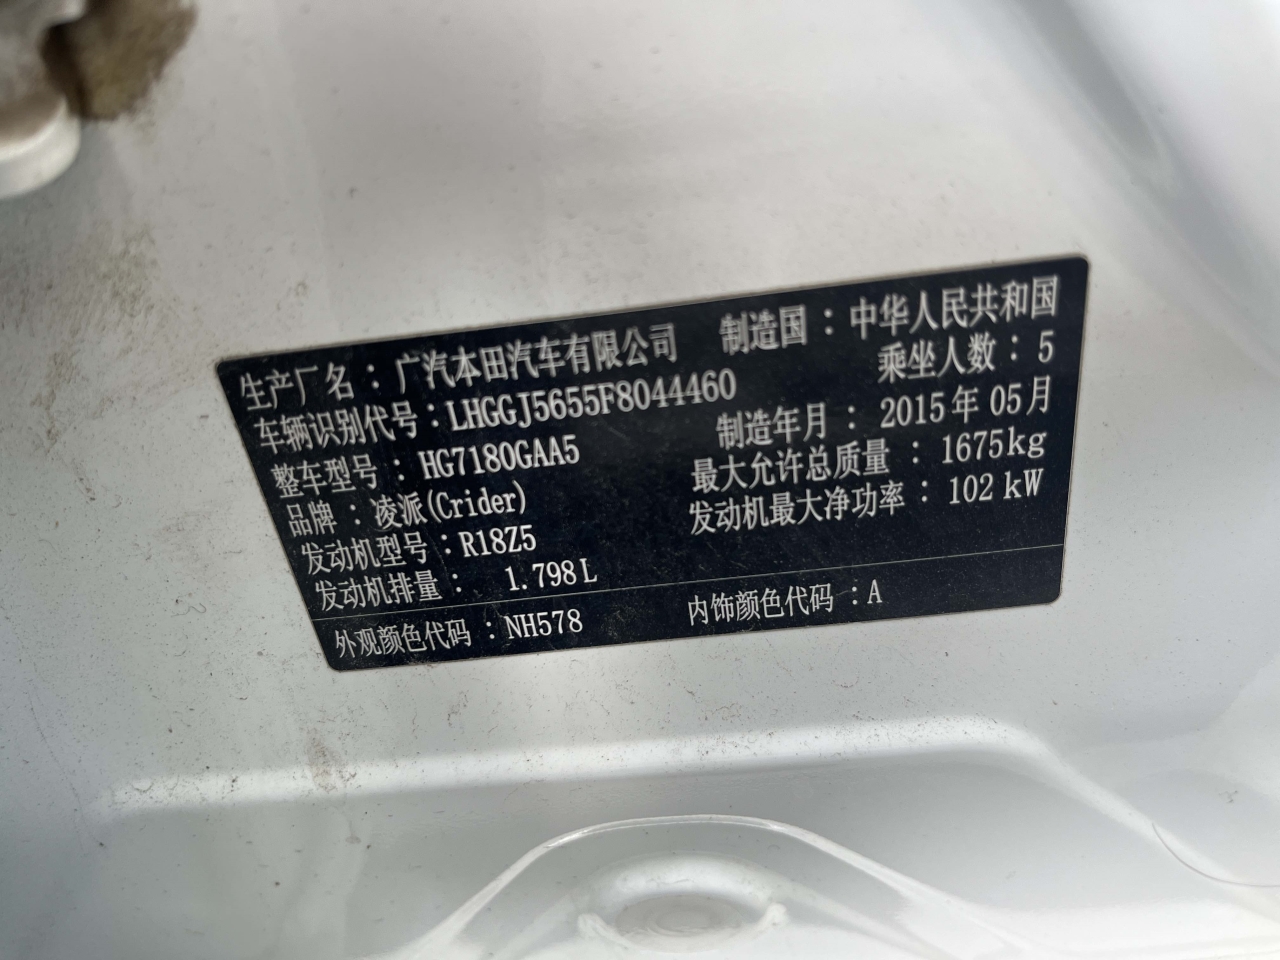 生产厂名：广汽本田汽车有限公司 制造国：中华人民共和国
车辆识别代号：LHGGJ5655F8044460 乘坐人数：5
整车型号：HG7180GAA5 制造年月：2015年05月
品牌：凌派(Crider) 最大允许总质量：1675kg
发动机型号：R18Z5 发动机最大净功率：102 kW
发动机排量：1.798L
外观颜色代码：NH578 内饰颜色代码：A